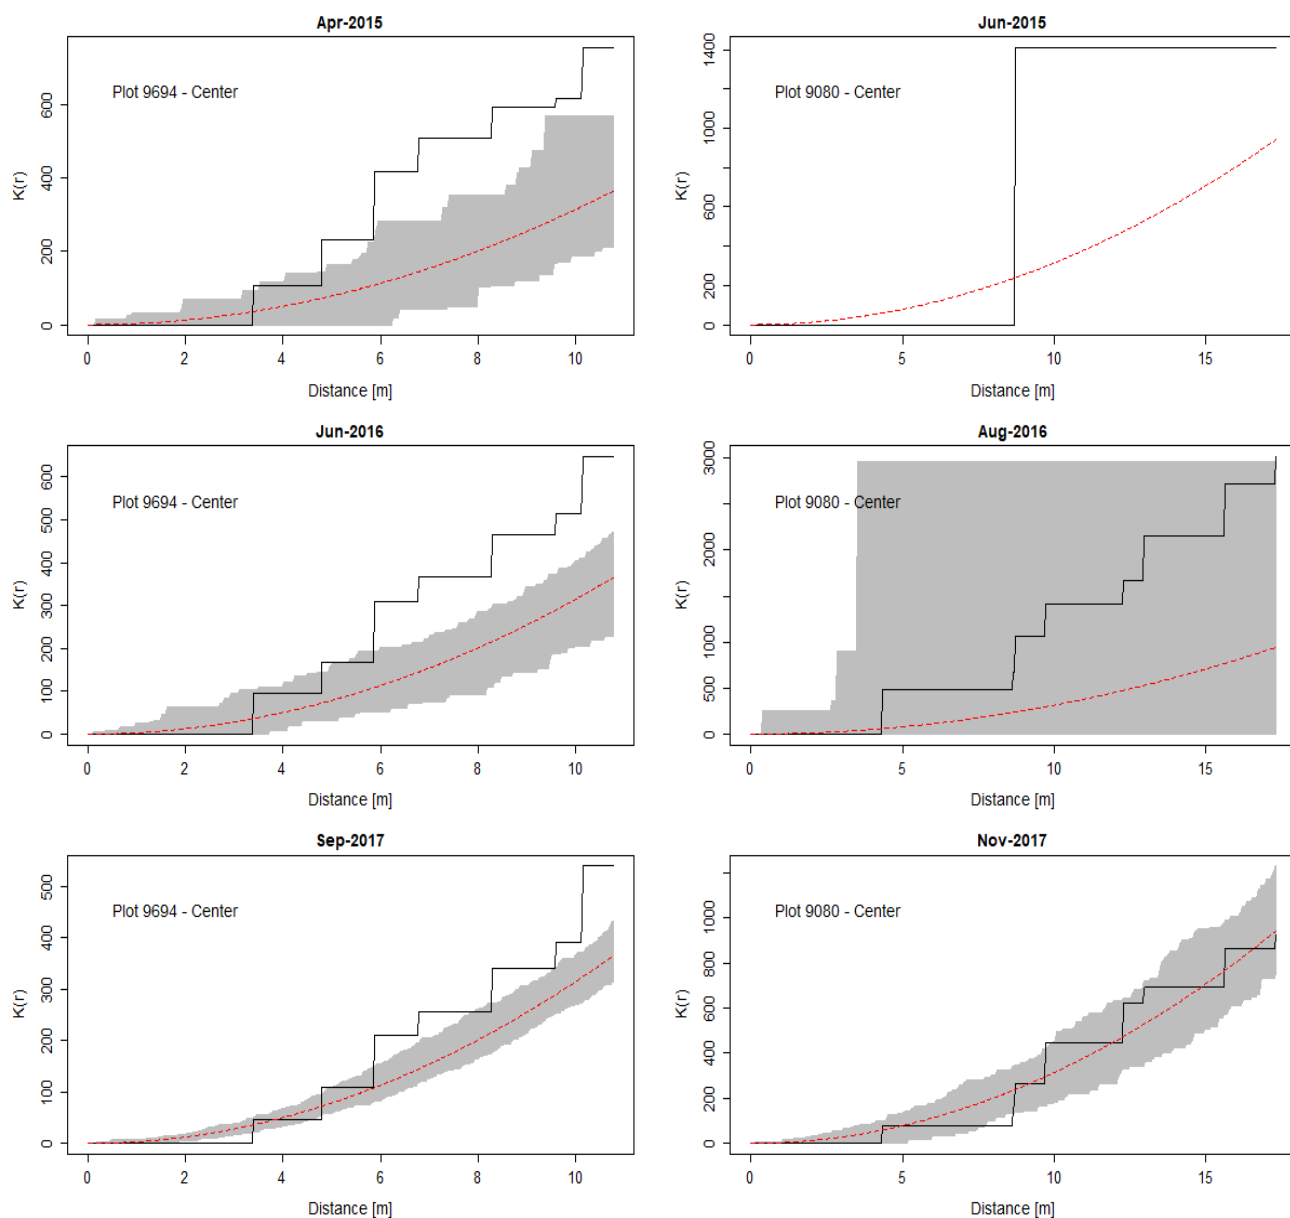 Apr-2015
Plot 9694 - Center
K(r)
0 200 400 600
0 2 4 6 8 10
Distance [m]
Jun-2015
Plot 9080 - Center
K(r)
0 200 600 1000 1400
0 5 10 15
Distance [m]
Jun-2016
Plot 9694 - Center
K(r)
0 100 200 300 400 500 600
0 2 4 6 8 10
Distance [m]
Aug-2016
Plot 9080 - Center
K(r)
0 500 1000 2000 3000
0 5 10 15
Distance [m]
Sep-2017
Plot 9694 - Center
K(r)
0 100 200 300 400 500
0 2 4 6 8 10
Distance [m]
Nov-2017
Plot 9080 - Center
K(r)
0 200 400 600 800 1000
0 5 10 15
Distance [m]